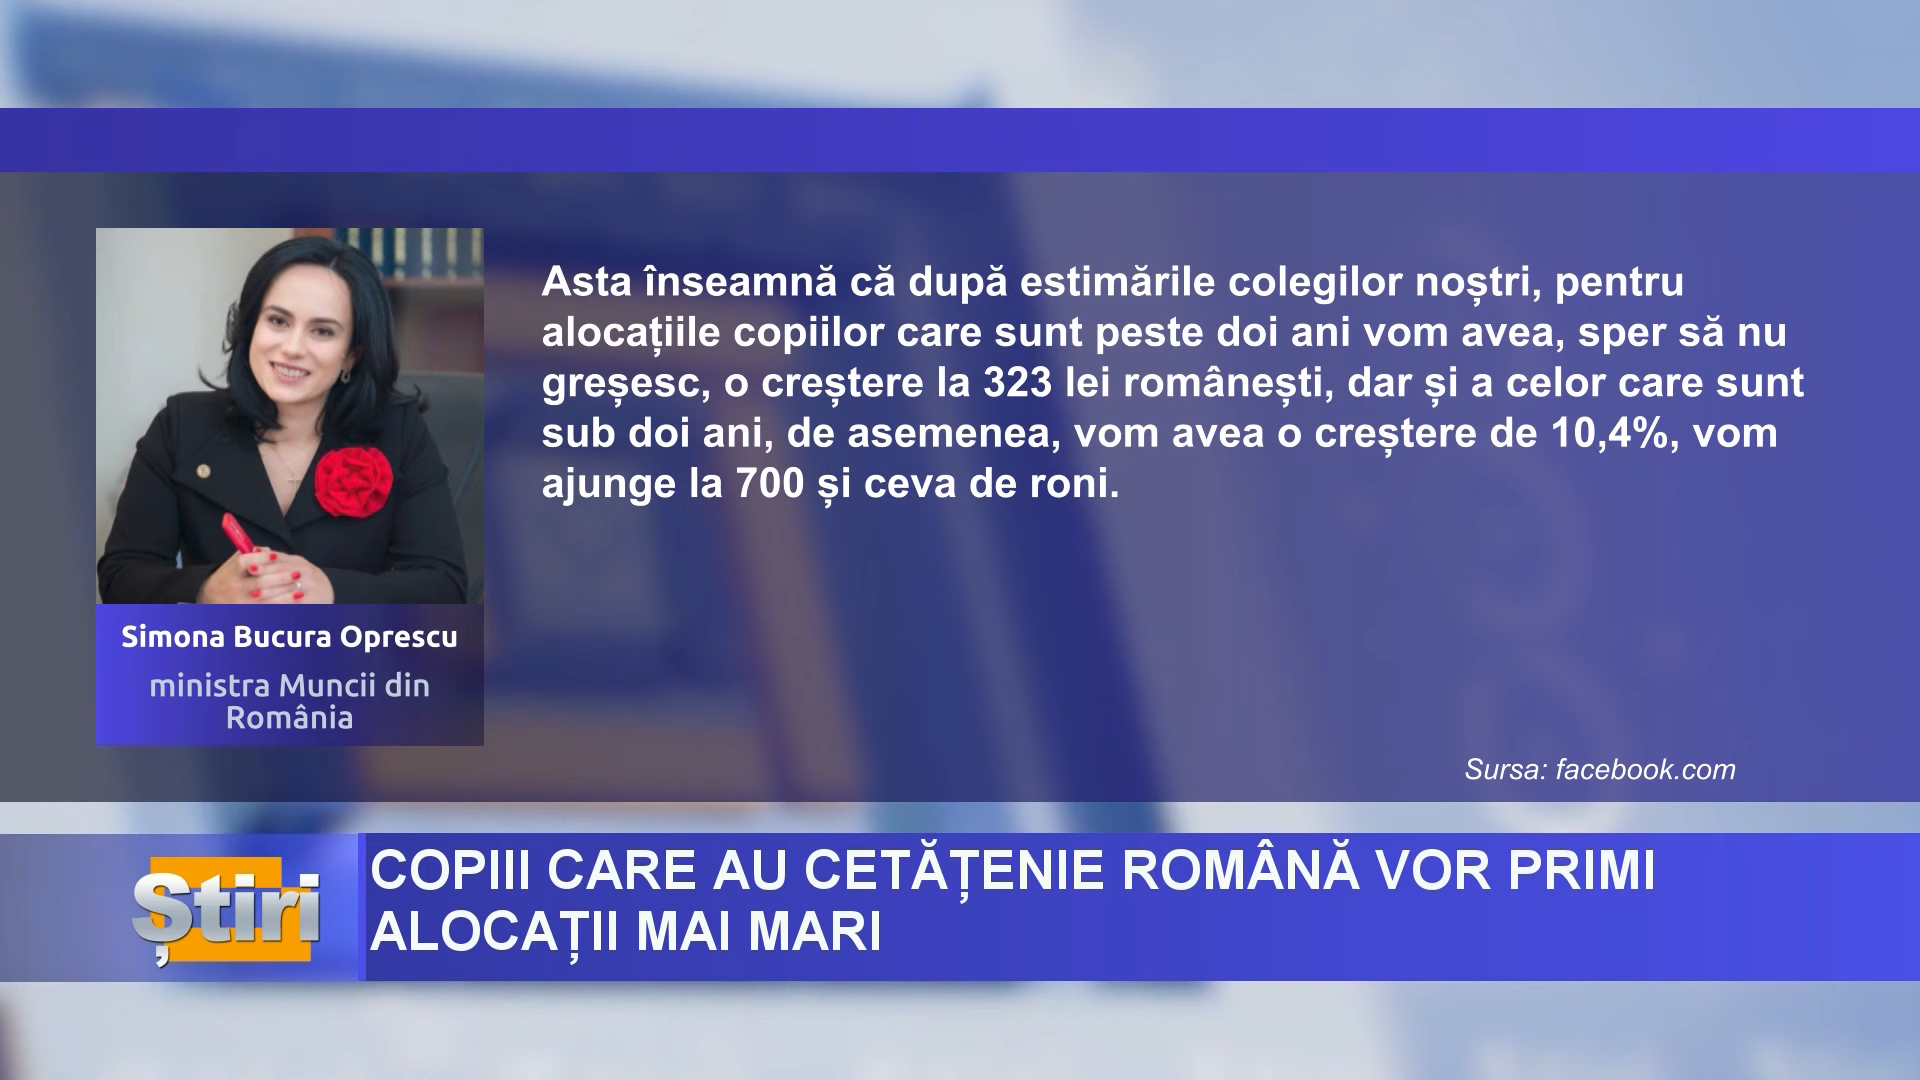 Asta înseamnă că după estimările colegilor noștri, pentru
alocațiile copiilor care sunt peste doi ani vom avea, sper să nu
greșesc, o creștere la 323 lei românești, dar și a celor care sunt
sub doi ani, de asemenea, vom avea o creștere de 10,4%, vom
ajunge la 700 și ceva de roni.
Simona Bucura Oprescu
ministra Muncii din
România
Sursa: facebook.com
Știri
COPIII CARE AU CETĂȚENIE ROMÂNĂ VOR PRIMI
ALOCAȚII MAI MARI